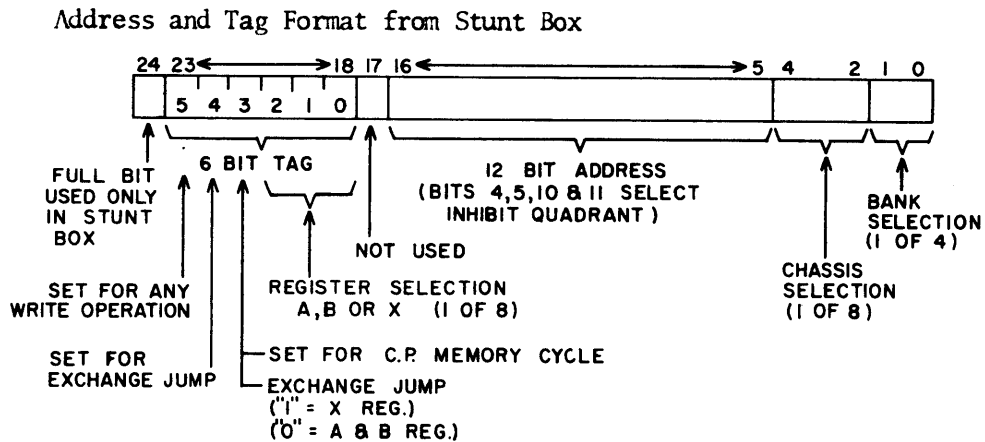 Address and Tag Format from Stunt Box
24 23 18 17 16 5 4 2 1 0
5 4 3 2 1 0
6 BIT TAG
FULL BIT
USED ONLY
IN STUNT
BOX
12 BIT ADDRESS
(BITS 4,5,10 & 11 SELECT
INHIBIT QUADRANT)
BANK
SELECTION
(1 OF 4)
NOT USED
CHASSIS
SELECTION
(1 OF 8)
SET FOR ANY
WRITE OPERATION
REGISTER SELECTION
A,B OR X (1 OF 8)
SET FOR
EXCHANGE JUMP
SET FOR C.P. MEMORY CYCLE
EXCHANGE JUMP
("1" = X REG.)
("0" = A & B REG.)